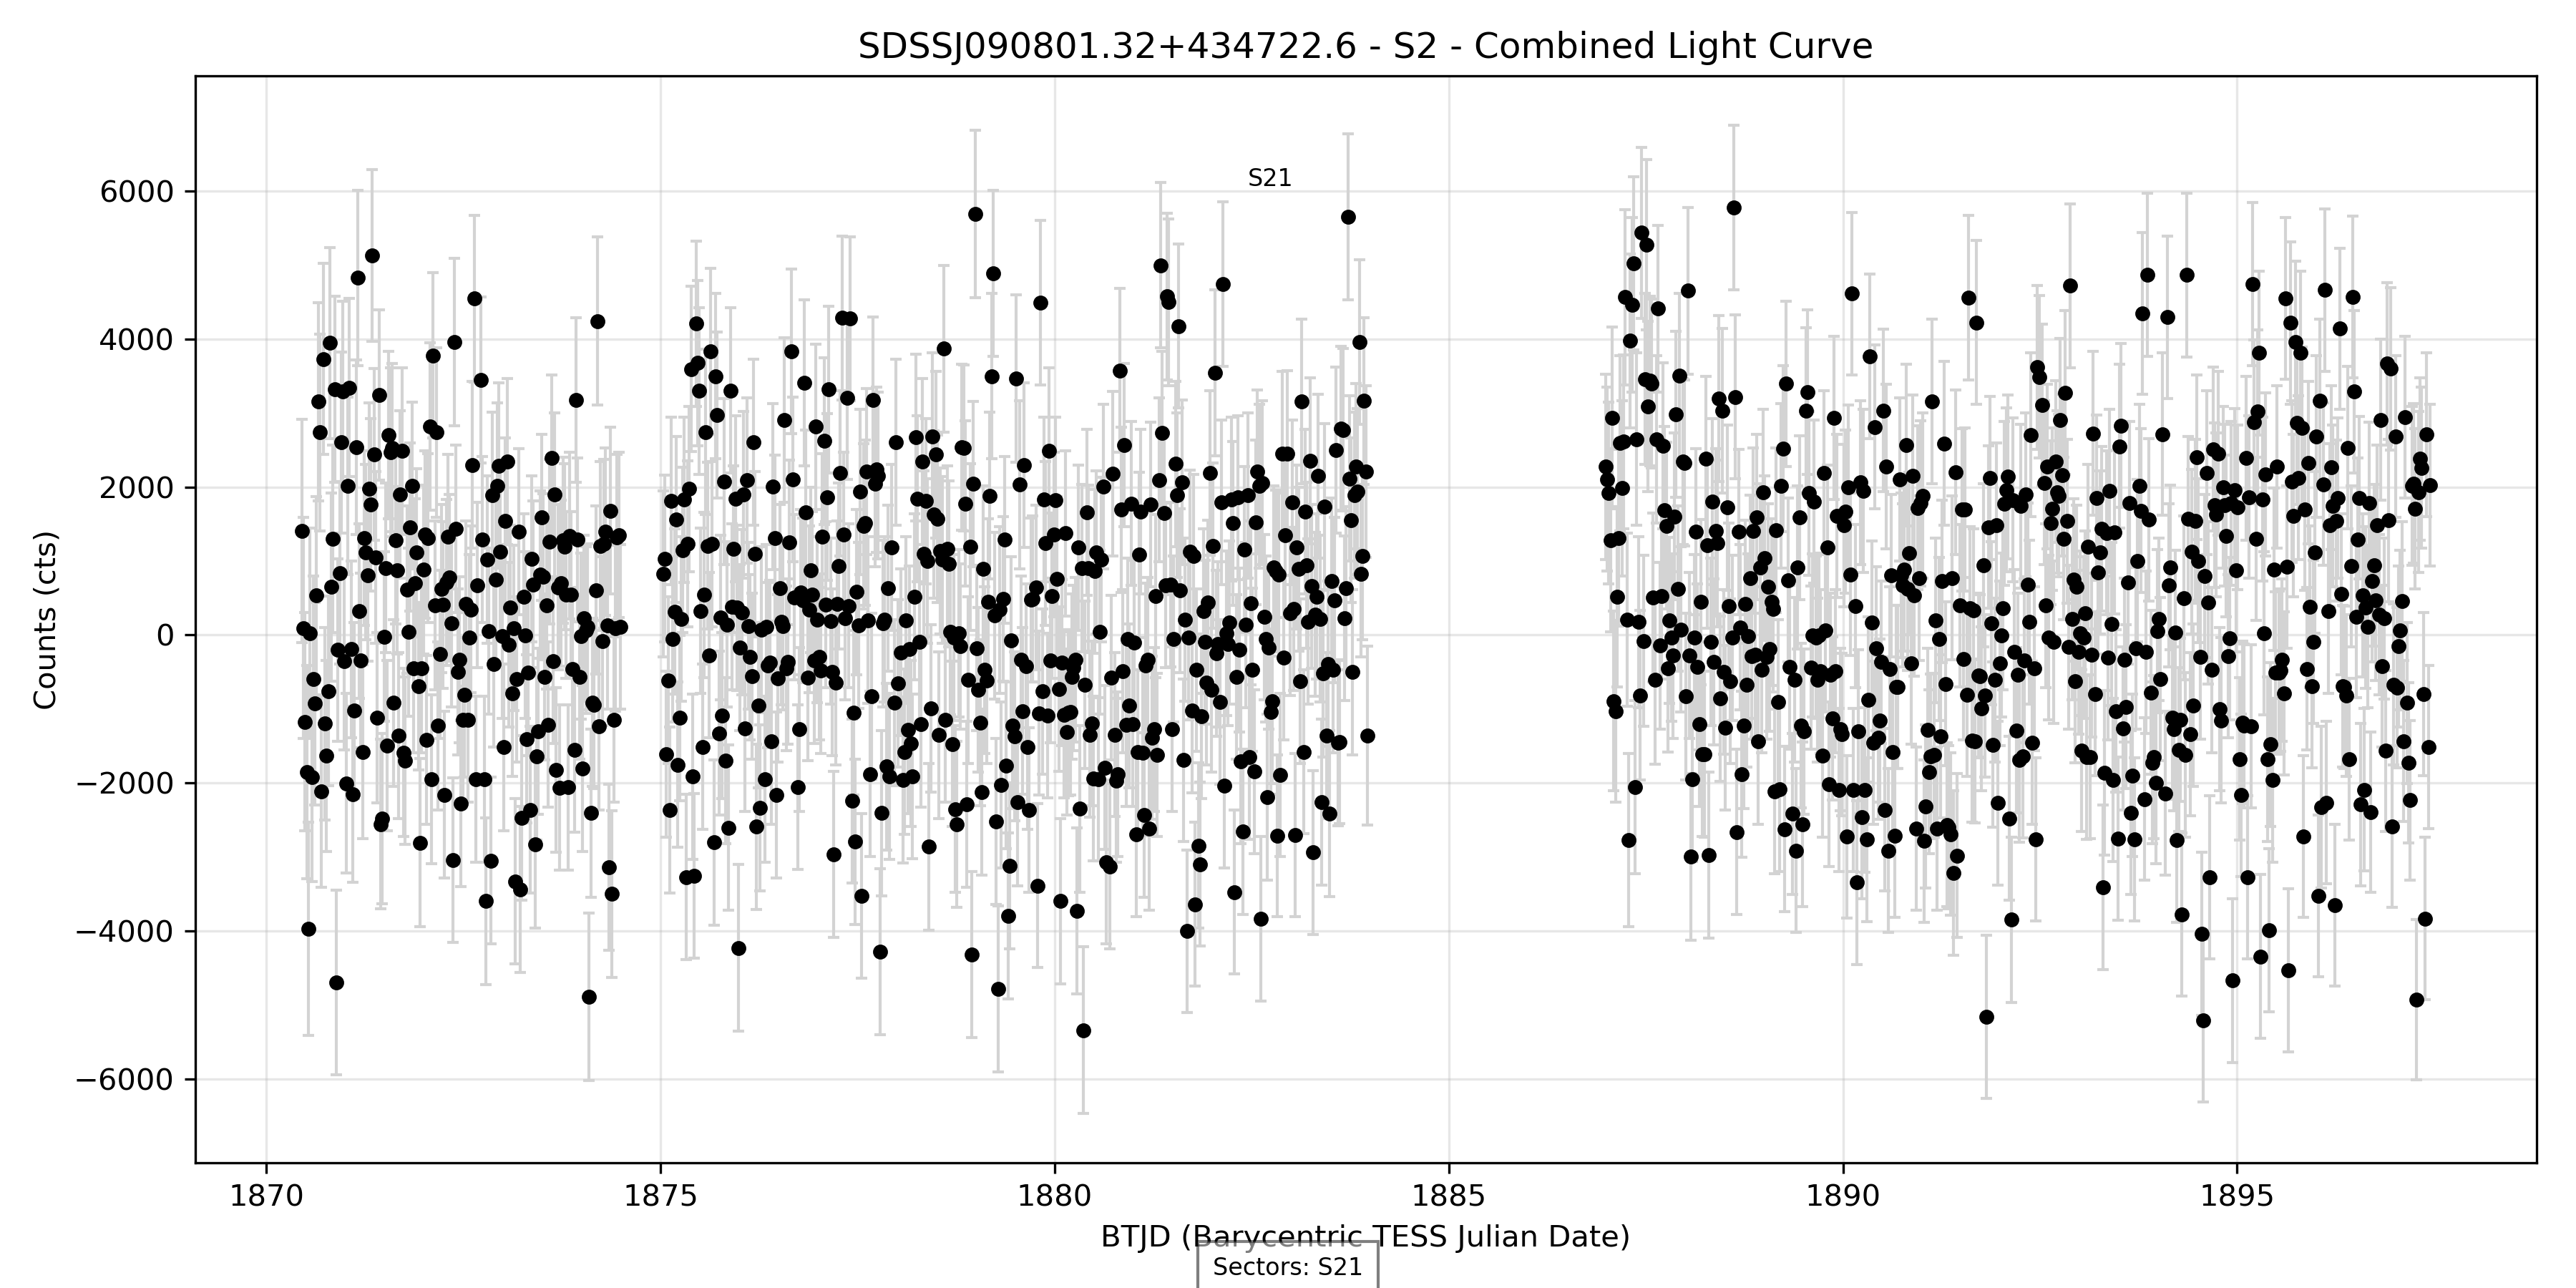 SDSSJ090801.32+434722.6 - S2 - Combined Light Curve
S21
6000
4000
2000
0
−2000
−4000
−6000
Counts (cts)
1870 1875 1880 1885 1890 1895
BTJD (Barycentric TESS Julian Date)
Sectors: S21